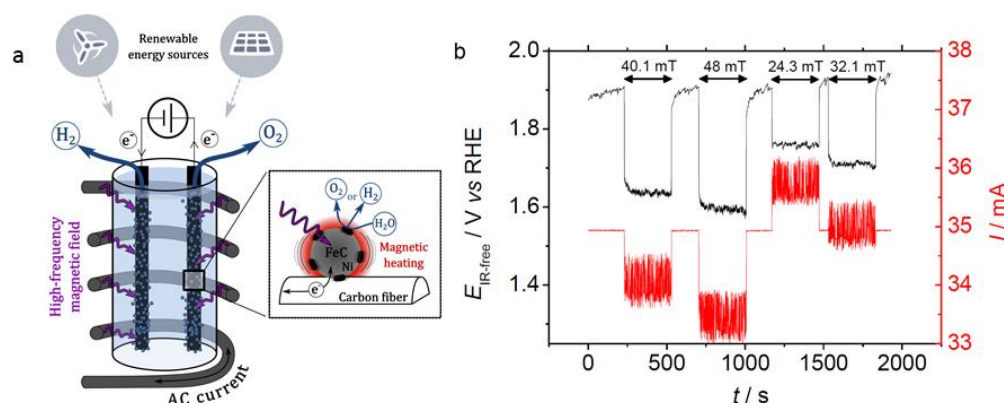 a
Renewable
energy sources
H2
O2
e-
e-
High-frequency
magnetic field
AC current
O2 or H2
H2O
FeC
Ni
Magnetic
heating
e-
Carbon fiber
b
40.1 mT
48 mT
24.3 mT
32.1 mT
2.0
1.8
1.6
1.4
EIR-free / V vs RHE
0
500
1000
1500
2000
t / s
38
37
36
35
34
33
I / mA